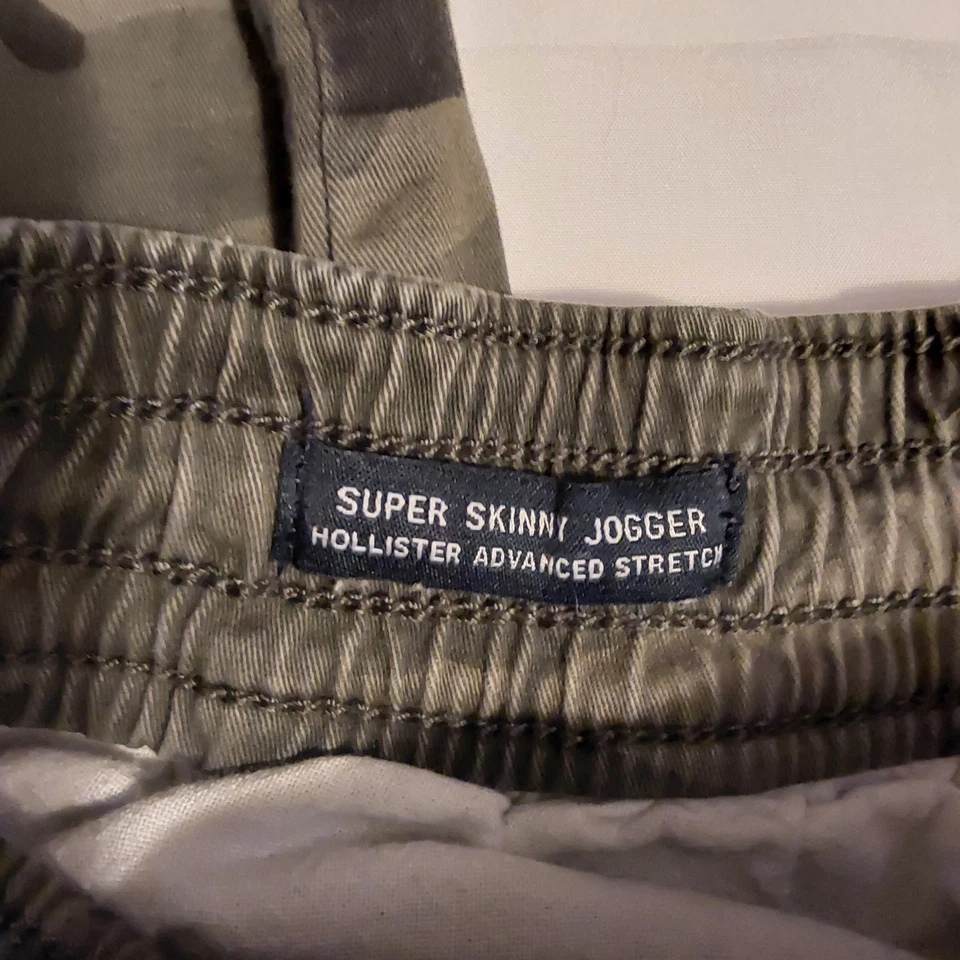 SUPER SKINNY JOGGER
HOLLISTER ADVANCED STRETCH